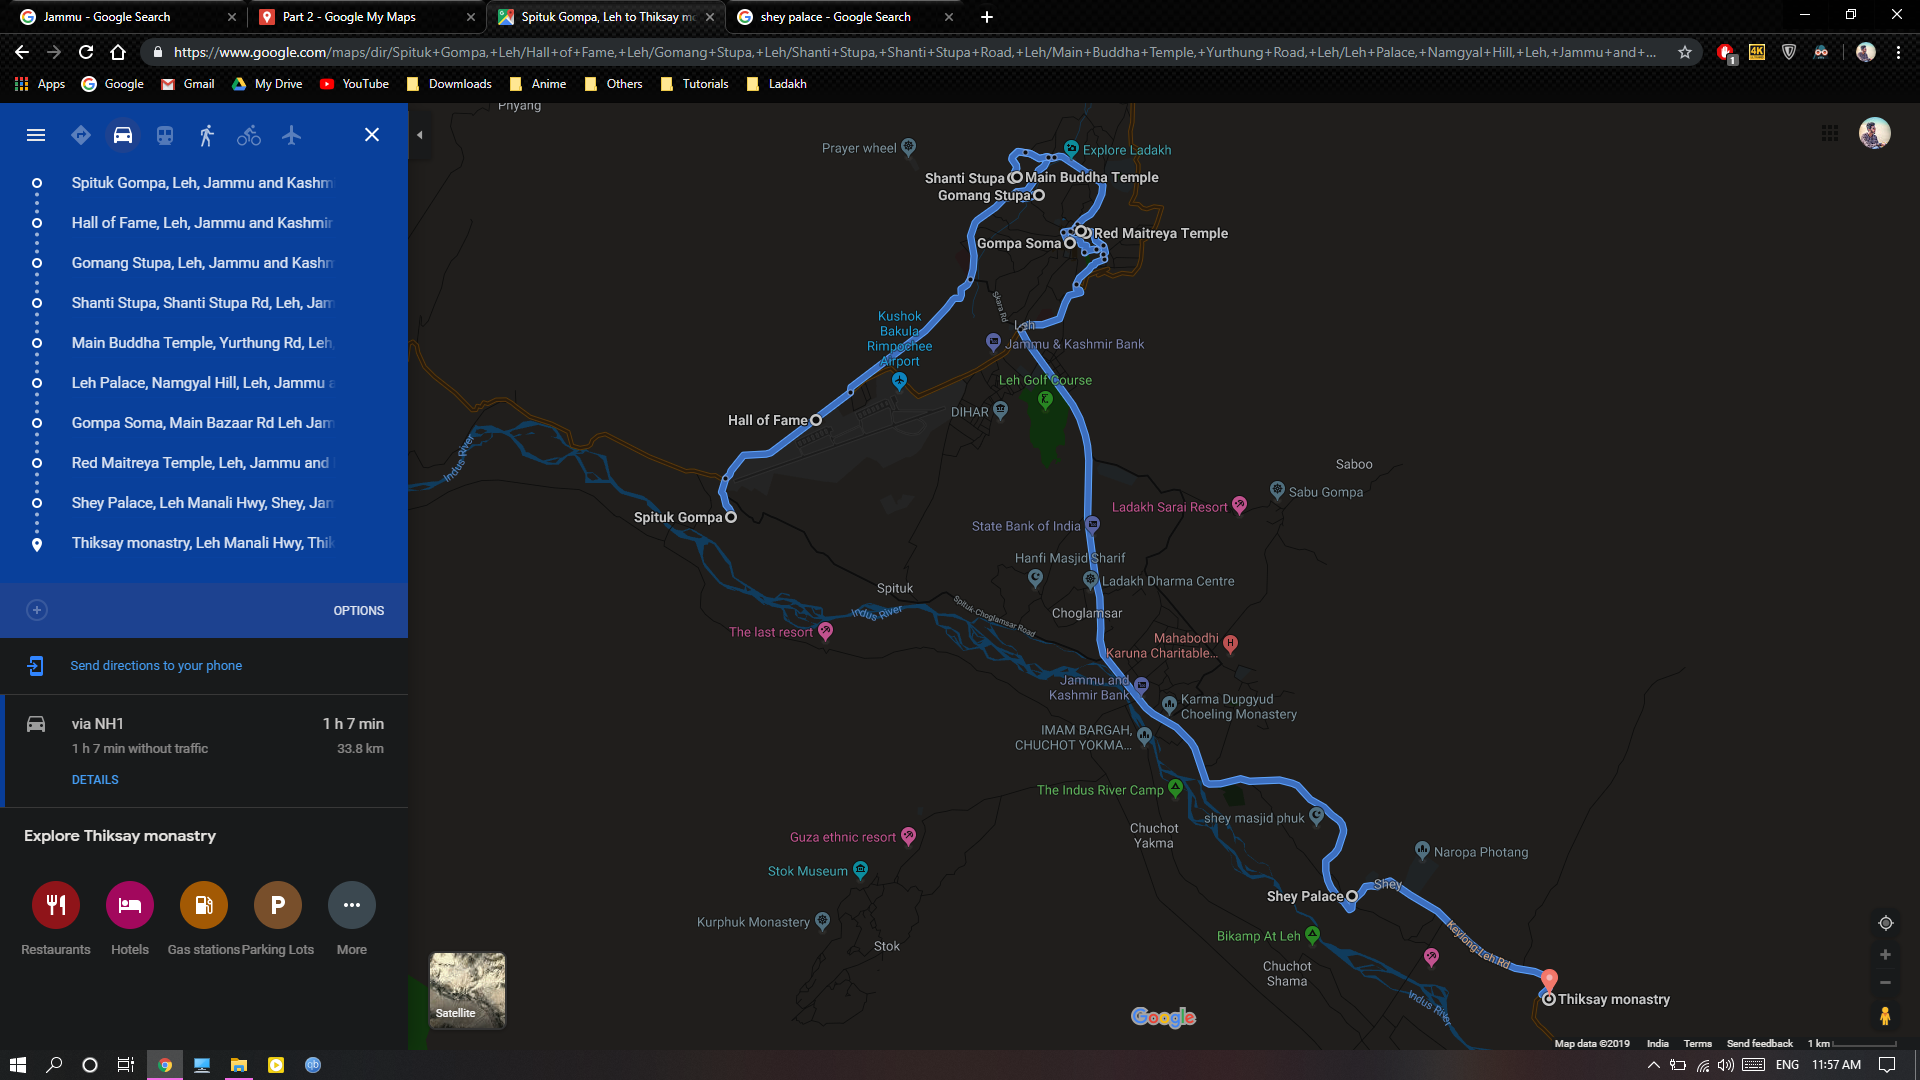 Jammu - Google Search
Part 2 - Google My Maps
Spituk Gompa, Leh to Thiksay mo
shey palace - Google Search
https://www.google.com/maps/dir/Spituk+Gompa,+Leh/Hall+of+Fame,+Leh/Gomang+Stupa,+Leh/Shanti+Stupa,+Shanti+Stupa+Road,+Leh/Main+Buddha+Temple,+Yurthung+Road,+Leh/Leh+Palace,+Namgyal+Hill,+Leh,+Jammu+and+...
1
4K
Apps
Google
Gmail
My Drive
YouTube
Downloads
Anime
Others
Tutorials
Ladakh
Spituk Gompa, Leh, Jammu and Kashm
Hall of Fame, Leh, Jammu and Kashmir
Gomang Stupa, Leh, Jammu and Kashm
Shanti Stupa, Shanti Stupa Rd, Leh, Jam
Main Buddha Temple, Yurthung Rd, Leh,
Leh Palace, Namgyal Hill, Leh, Jammu a
Gompa Soma, Main Bazaar Rd Leh Jam
Red Maitreya Temple, Leh, Jammu and
Shey Palace, Leh Manali Hwy, Shey, Jan
Thiksay monastry, Leh Manali Hwy, Thik
OPTIONS
Send directions to your phone
via NH1
1 h 7 min
1 h 7 min without traffic
33.8 km
DETAILS
Explore Thiksay monastry
Restaurants
Hotels
Gas stations
P
Parking Lots
More
Satellite
Phyang
Prayer wheel
Explore Ladakh
Shanti Stupa
Main Buddha Temple
Gomang Stupa
Red Maitreya Temple
Gompa Soma
Skara Rd
Kushok
Bakula
Rimpochee
Airport
Leh
Jammu & Kashmir Bank
Leh Golf Course
DIHAR
Hall of Fame
Indus River
Saboo
Sabu Gompa
Ladakh Sarai Resort
Spituk Gompa
State Bank of India
Hanfi Masjid Sharif
Ladakh Dharma Centre
Spituk
Spituk-Choglamsar Road
Indus River
Choglamsar
The last resort
Mahabodhi
Karuna Charitable...
H
Jammu and
Kashmir Bank
Karma Dupgyud
Choeling Monastery
IMAM BARGAH,
CHUCHOT YOKMA...
The Indus River Camp
shey masjid phuk
Chuchot
Yakma
Guza ethnic resort
Naropa Photang
Stok Museum
Shey
Shey Palace
Kurphuk Monastery
Keylong-Leh Rd
Bikamp At Leh
Stok
Chuchot
Shama
Indus River
Thiksay monastry
Google
Map data ©2019
India
Terms
Send feedback
1 km
qb
ENG
11:57 AM